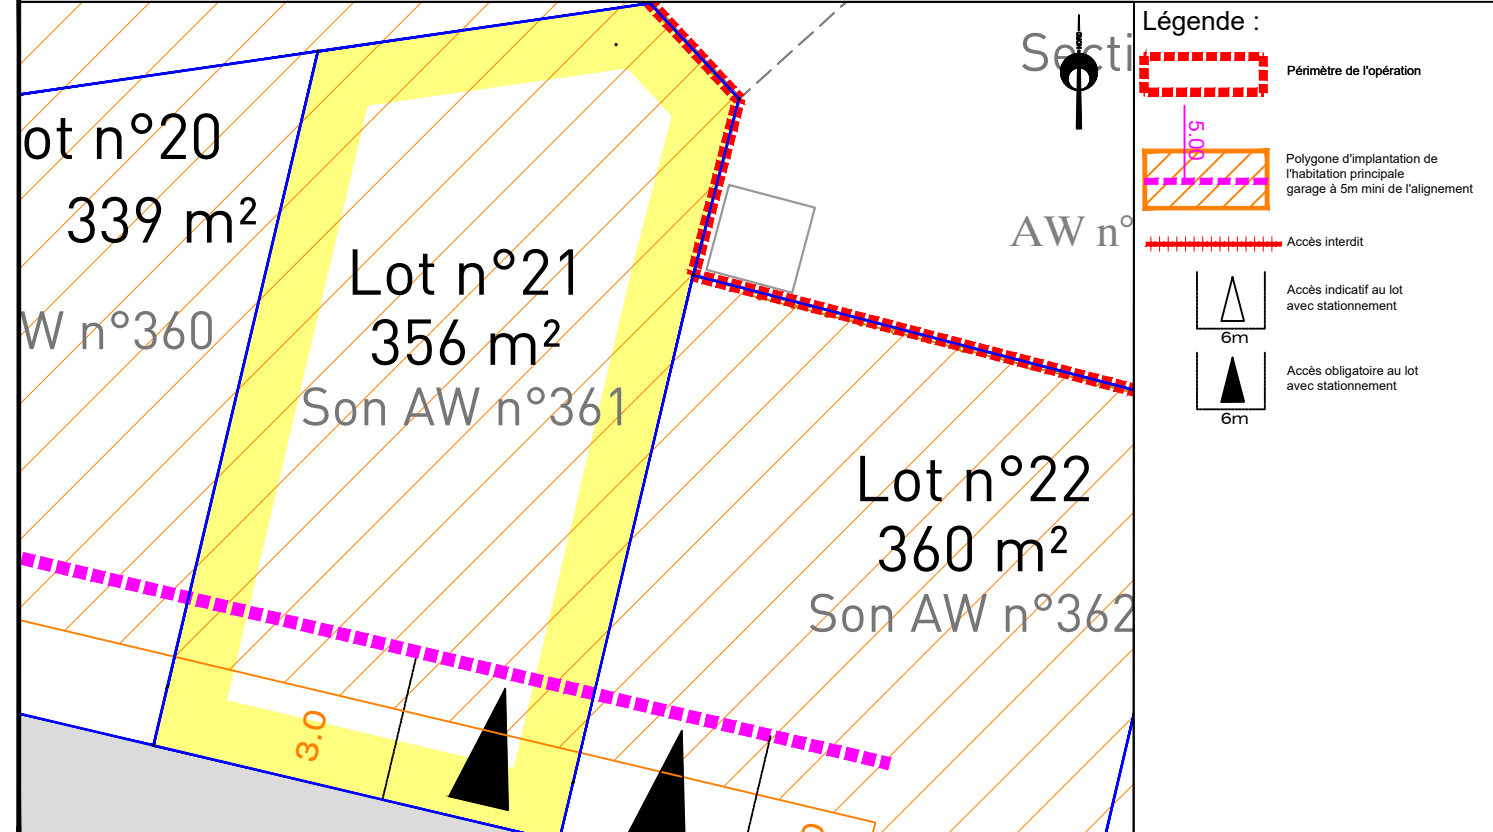 ot n°20
339 m²
W n°360
Lot n°21
356 m²
Son AW n°361
3.0
Lot n°22
360 m²
Son AW n°362
Secti
NORD
AW n°
Légende :
Périmètre de l'opération
5.00
Polygone d'implantation de
l'habitation principale
garage à 5m mini de l'alignement
Accès interdit
Accès indicatif au lot
avec stationnement
6m
Accès obligatoire au lot
avec stationnement
6m